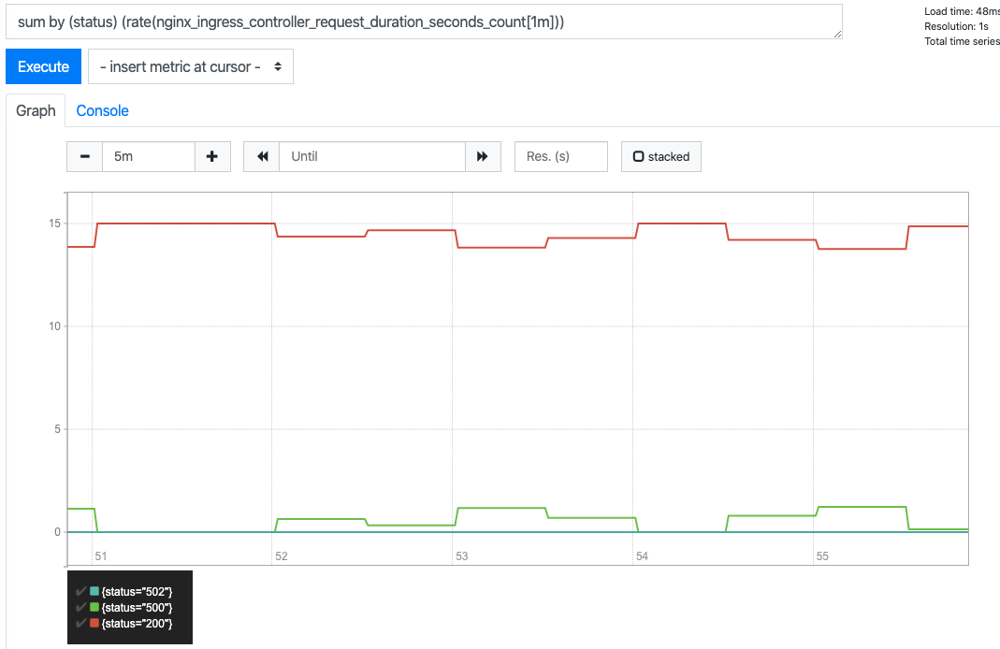 sum by (status) (rate(nginx_ingress_controller_request_duration_seconds_count[1m]))
Load time: 48ms
Resolution: 1s
Total time series
Execute
- insert metric at cursor -
Graph
Console
5m
Until
Res. (s)
stacked
15
10
5
0
51
52
53
54
55
{status="502"}
{status="500"}
{status="200"}